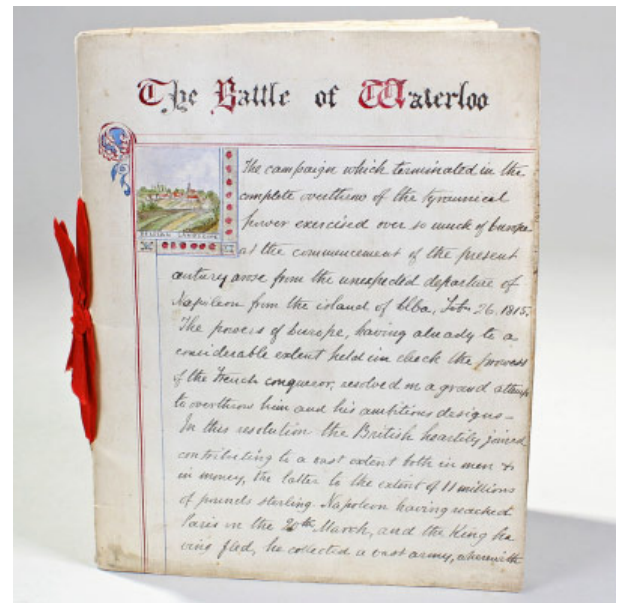 The Battle of Waterloo
The campaign which terminated in the
complete overthrow of the tyrannical
power exercised over so much of Europe
at the commencement of the present
century arose from the unexpected departure of
Napoleon from the island of Elba, Feb. 26, 1815.
The powers of Europe, having already to a
considerable extent held in check the prowess
of the French conqueror, resolved on a grand attempt
to overthrow him and his ambitious designs –
In this resolution the British heartily joined
contributing to a vast extent both in men &
in money, the latter to the extent of 11 millions
of pounds sterling. Napoleon having reached
Paris on the 20th March, and the King ha
ving fled, he collected a vast army, wherewith